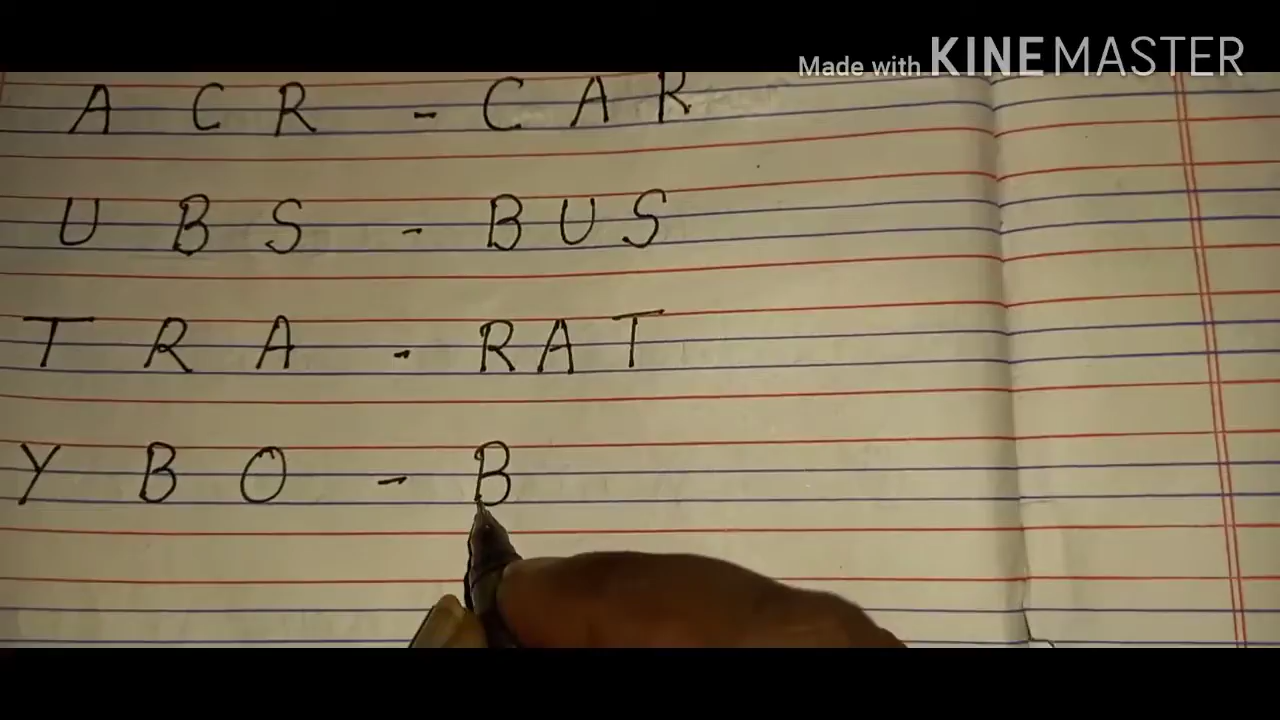 Made with KINEMASTER
A C R - C A R
U B S - B U S
T R A - R A T
Y B O - B